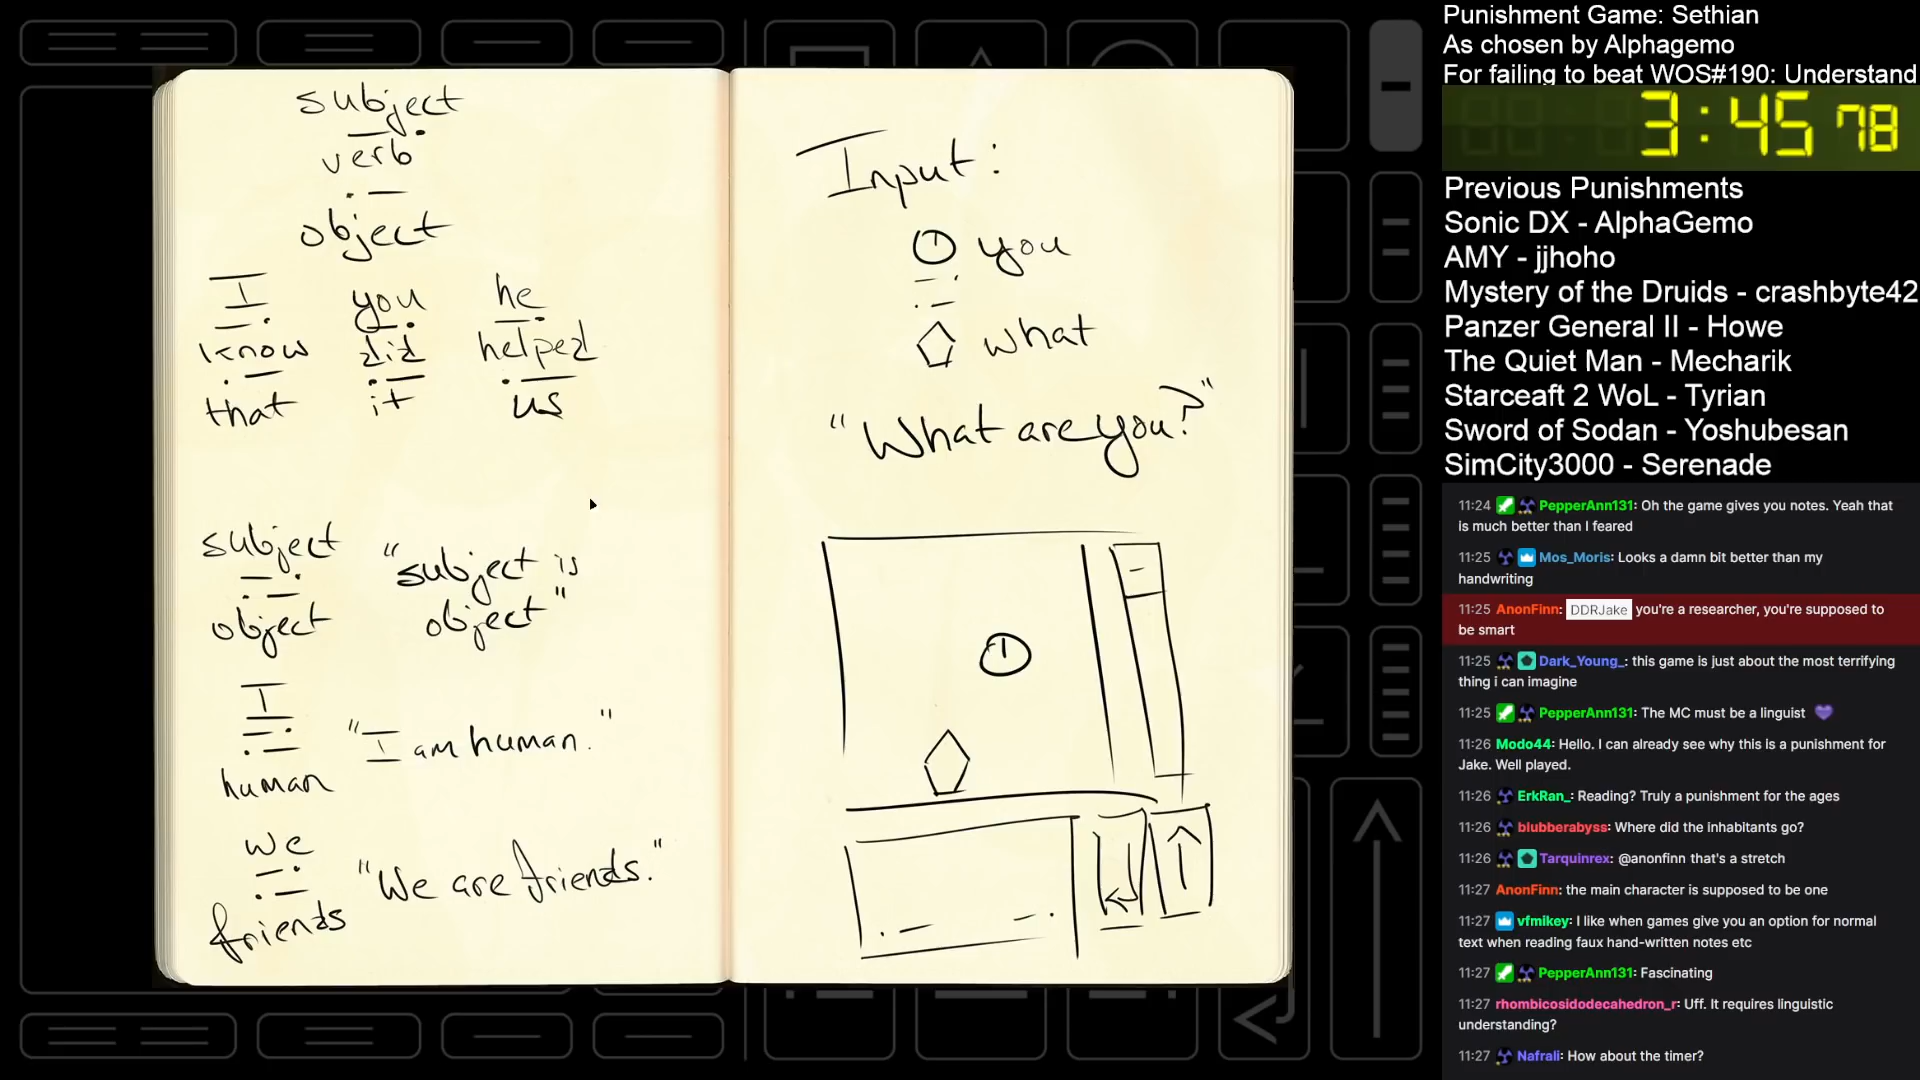 subject
verb
object
I you he
know did helped
that it us
subject
object
"subject is
object"
I
human
"I am human."
we
friends
"We are friends."
Input:
you
what
"What are you?"
Punishment Game: Sethian
As chosen by Alphagemo
For failing to beat WOS#190: Understand
3:45 78
Previous Punishments
Sonic DX - AlphaGemo
AMY - jjhoho
Mystery of the Druids - crashbyte42
Panzer General II - Howe
The Quiet Man - Mecharik
Starceaft 2 WoL - Tyrian
Sword of Sodan - Yoshubesan
SimCity3000 - Serenade
11:24 PepperAnn131: Oh the game gives you notes. Yeah that
is much better than I feared
11:25 Mos_Moris: Looks a damn bit better than my
handwriting
11:25 AnonFinn: DDRJake you're a researcher, you're supposed to
be smart
11:25 Dark_Young_: this game is just about the most terrifying
thing i can imagine
11:25 PepperAnn131: The MC must be a linguist
11:26 Modo44: Hello. I can already see why this is a punishment for
Jake. Well played.
11:26 ErkRan_: Reading? Truly a punishment for the ages
11:26 blubberabyss: Where did the inhabitants go?
11:26 Tarquinrex: @anonfinn that's a stretch
11:27 AnonFinn: the main character is supposed to be one
11:27 vfmikey: I like when games give you an option for normal
text when reading faux hand-written notes etc
11:27 PepperAnn131: Fascinating
11:27 rhombicosidodecahedron_r: Uff. It requires linguistic
understanding?
11:27 Nafrali: How about the timer?